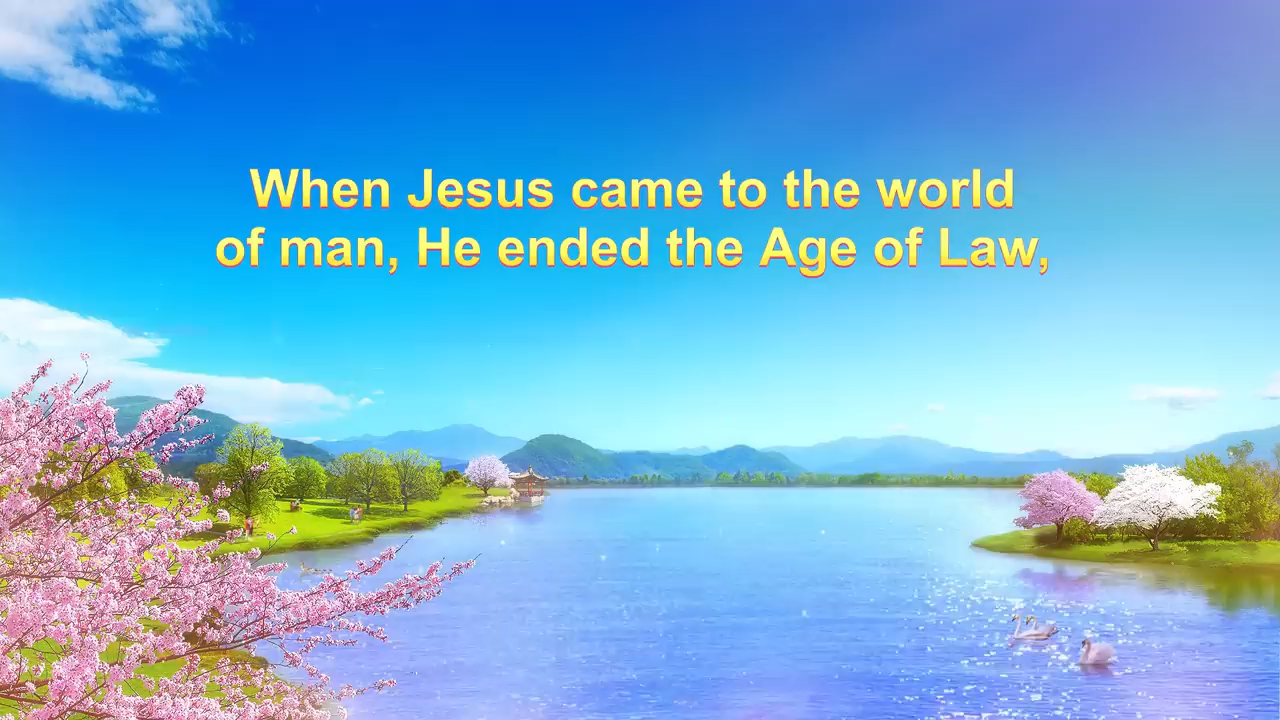 When Jesus came to the world
of man, He ended the Age of Law,